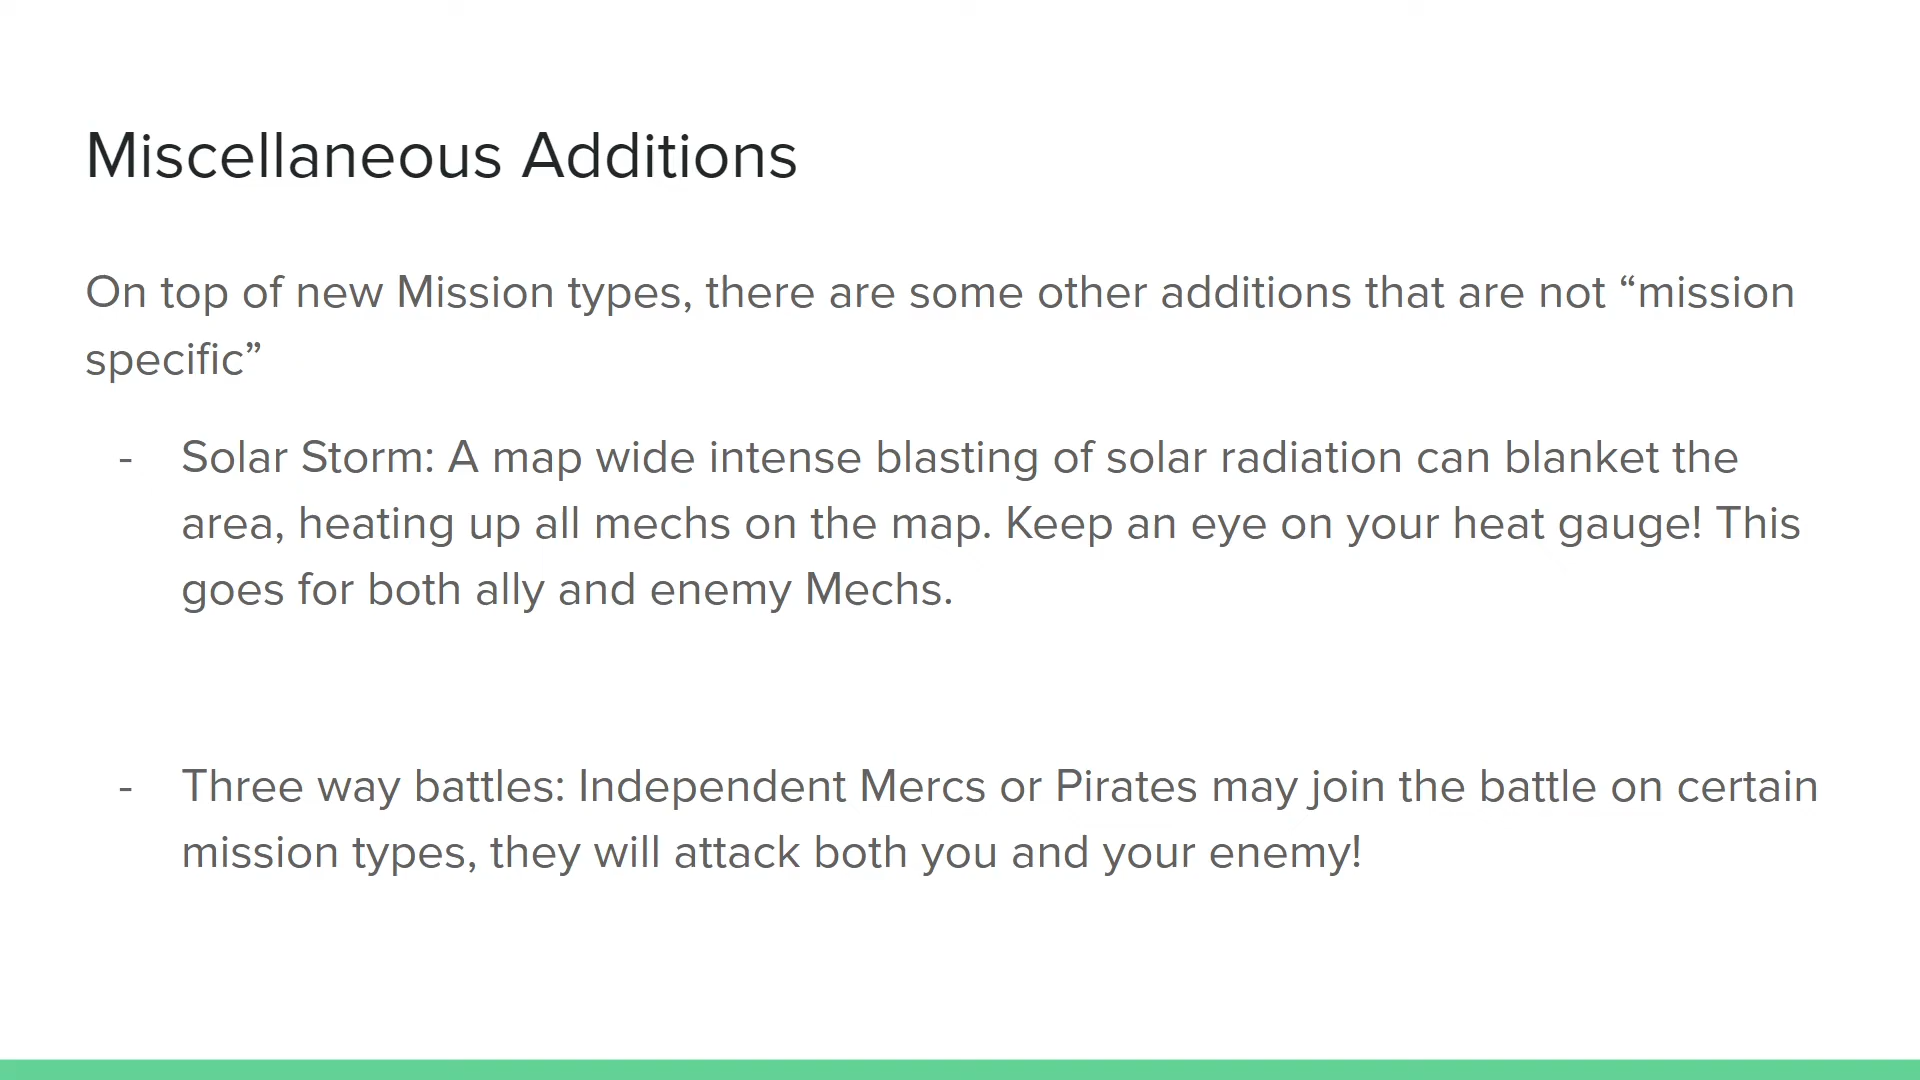 Miscellaneous Additions
On top of new Mission types, there are some other additions that are not “mission
specific”
- Solar Storm: A map wide intense blasting of solar radiation can blanket the
area, heating up all mechs on the map. Keep an eye on your heat gauge! This
goes for both ally and enemy Mechs.
- Three way battles: Independent Mercs or Pirates may join the battle on certain
mission types, they will attack both you and your enemy!